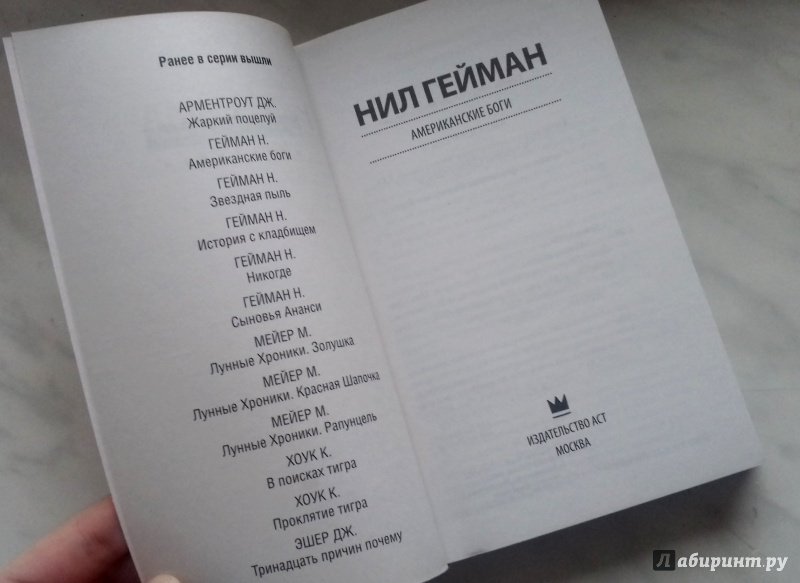 Ранее в серии вышли
АРМЕНТРОУТ ДЖ.
Жаркий поцелуй
ГЕЙМАН Н.
Американские боги
ГЕЙМАН Н.
Звездная пыль
ГЕЙМАН Н.
История с кладбищем
ГЕЙМАН Н.
Никогде
ГЕЙМАН Н.
Сыновья Ананси
МЕЙЕР М.
Лунные Хроники. Золушка
МЕЙЕР М.
Лунные Хроники. Красная Шапочка
МЕЙЕР М.
Лунные Хроники. Рапунцель
ХОУК К.
В поисках тигра
ХОУК К.
Проклятие тигра
ЭШЕР ДЖ.
Тринадцать причин почему
НИЛ ГЕЙМАН
АМЕРИКАНСКИЕ БОГИ
ИЗДАТЕЛЬСТВО АСТ
МОСКВА
Лабиринт.ру